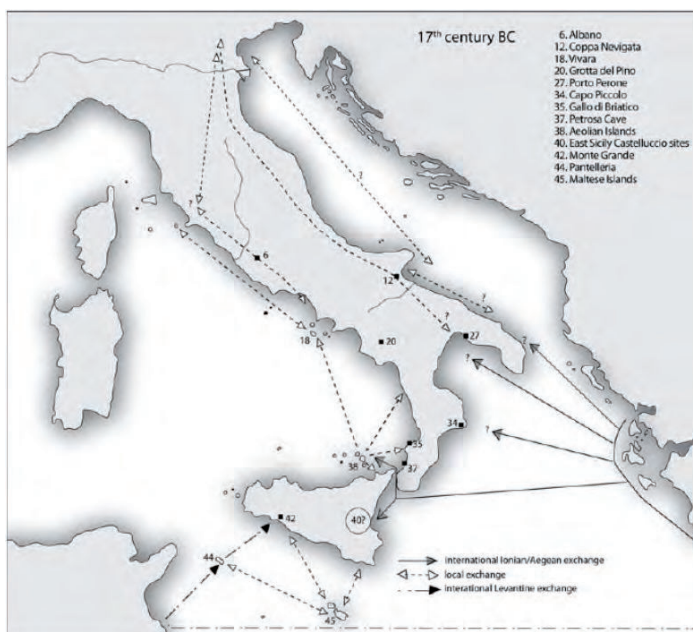 17th century BC
6. Albano
12. Coppa Nevigata
18. Vivara
20. Grotta del Pino
27. Porto Perone
34. Capo Piccolo
35. Gallo di Briatico
37. Petrosa Cave
38. Aeolian Islands
40. East Sicily Castelluccio sites
42. Monte Grande
44. Pantelleria
45. Maltese Islands
?
?
6
12
?
?
18
20
27
?
?
?
34
?
35
38
37
42
40?
44
45
international Ionian/Aegean exchange
local exchange
Interational Levantine exchange